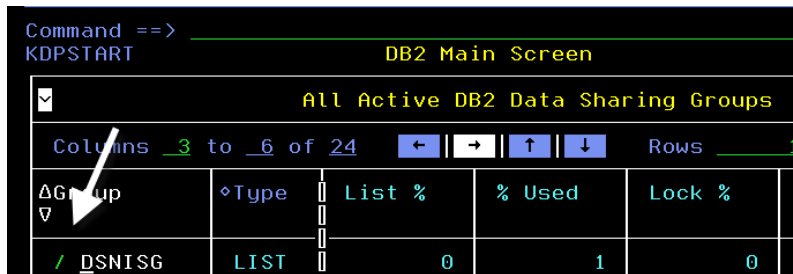 Command ==> _
KDPSTART DB2 Main Screen
All Active DB2 Data Sharing Groups
Columns 3 to 6 of 24 ← | → | ↑ | ↓ Rows
ΔGroup ◇Type List % % Used Lock %
∇
/ DSNISG LIST 0 1 0